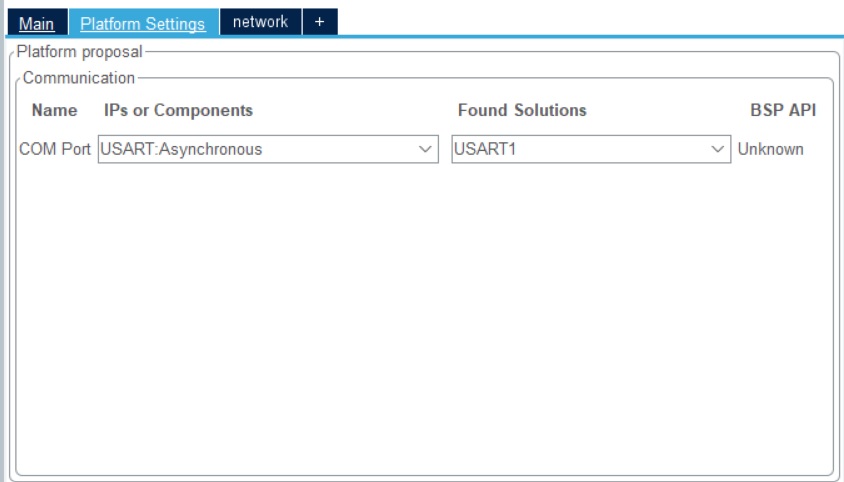 Main Platform Settings network +
Platform proposal
Communication
Name IPs or Components Found Solutions BSP API
COM Port USART:Asynchronous USART1 Unknown